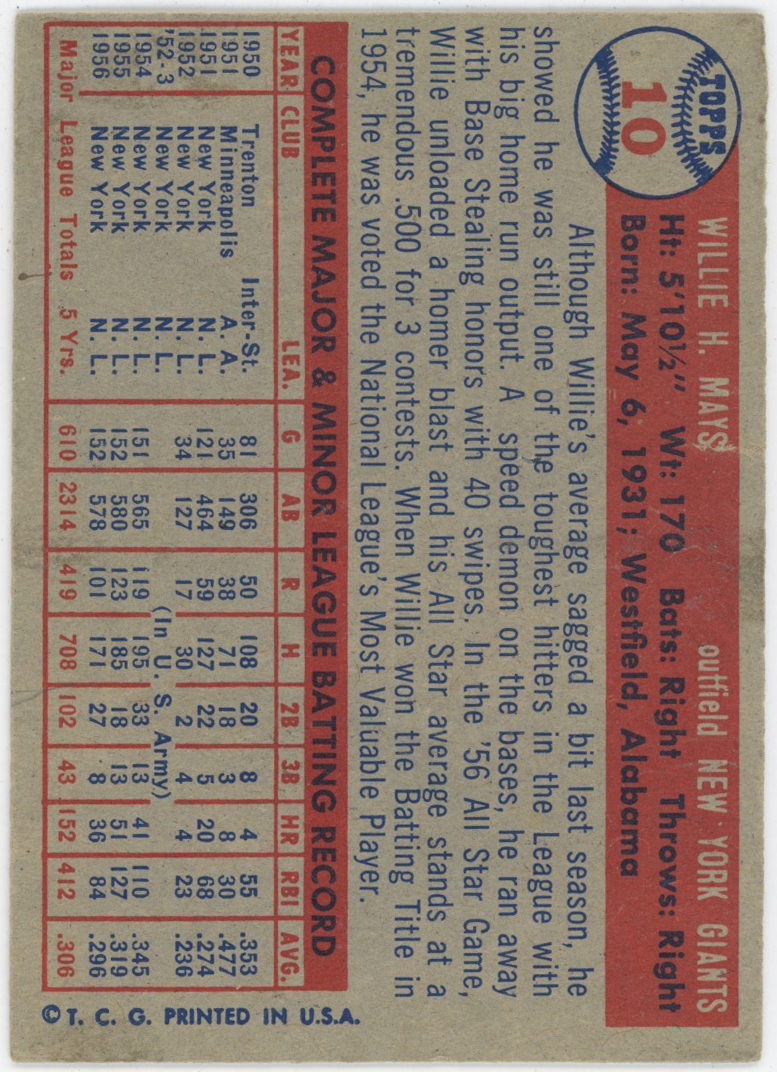 TOPPS
10
WILLIE H. MAYS outfield NEW YORK GIANTS
Ht: 5'10½" Wt: 170 Bats: Right Throws: Right
Born: May 6, 1931; Westfield, Alabama
Although Willie's average sagged a bit last season, he
showed he was still one of the toughest hitters in the League with
his big home run output. A speed demon on the bases, he ran away
with Base Stealing honors with 40 swipes. In the '56 All Star Game,
Willie unloaded a homer blast and his All Star average stands at a
tremendous .500 for 3 contests. When Willie won the Batting Title in
1954, he was voted the National League's Most Valuable Player.
COMPLETE MAJOR & MINOR LEAGUE BATTING RECORD
YEAR CLUB LEA. G AB R H 2B 3B HR RBI AVG.
1950 Trenton Inter-St. 81 306 50 108 20 8 4 55 .353
1951 Minneapolis A. A. 35 149 38 71 18 3 8 30 .477
1951 New York N. L. 121 464 59 127 22 5 20 68 .274
1952 New York N. L. 34 127 17 30 2 4 4 23 .236
'52-3 New York N. L. (In U. S. Army)
1954 New York N. L. 151 565 119 195 33 13 41 110 .345
1955 New York N. L. 152 580 123 185 18 13 51 127 .319
1956 New York N. L. 152 578 101 171 27 8 36 84 .296
Major League Totals 5 Yrs. 610 2314 419 708 102 43 152 412 .306
© T. C. G. PRINTED IN U.S.A.